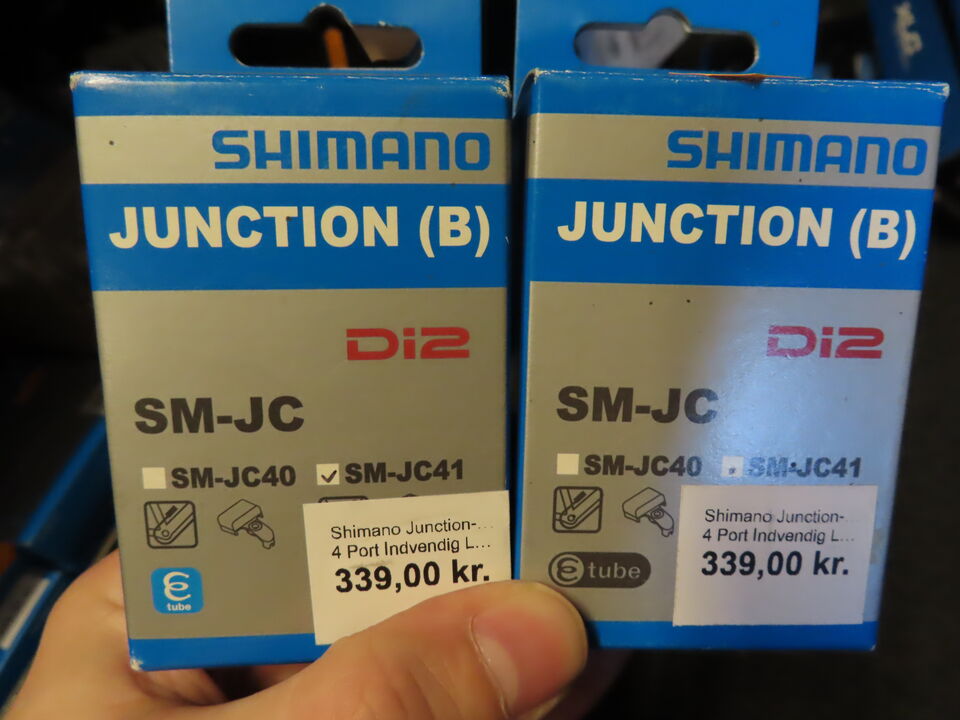 SHIMANO
JUNCTION (B)
Di2
SM-JC
SM-JC40 SM-JC41
Shimano Junction-...
4 Port Indvendig L...
339,00 kr.
tube
SHIMANO
JUNCTION (B)
Di2
SM-JC
SM-JC40 SM-JC41
Shimano Junction-...
4 Port Indvendig L...
339,00 kr.
E tube